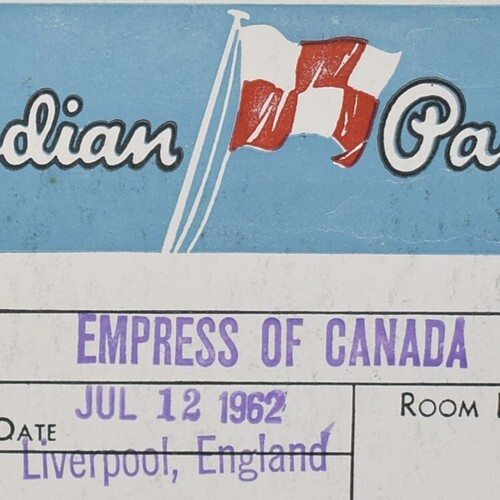 dian Pa
EMPRESS OF CANADA
JUL 12 1962 ROOM
DATE
Liverpool, England